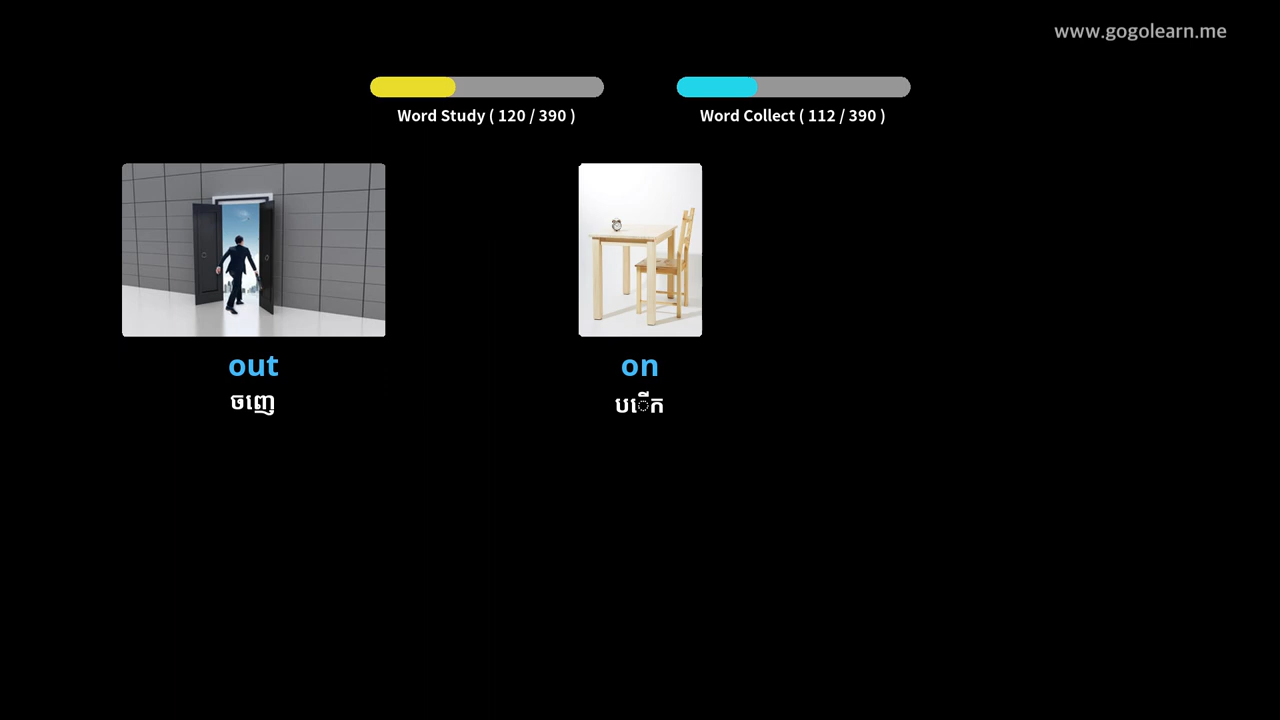 www.gogolearn.me
Word Study ( 120 / 390 )
Word Collect ( 112 / 390 )
out
ចេញ
on
បើក